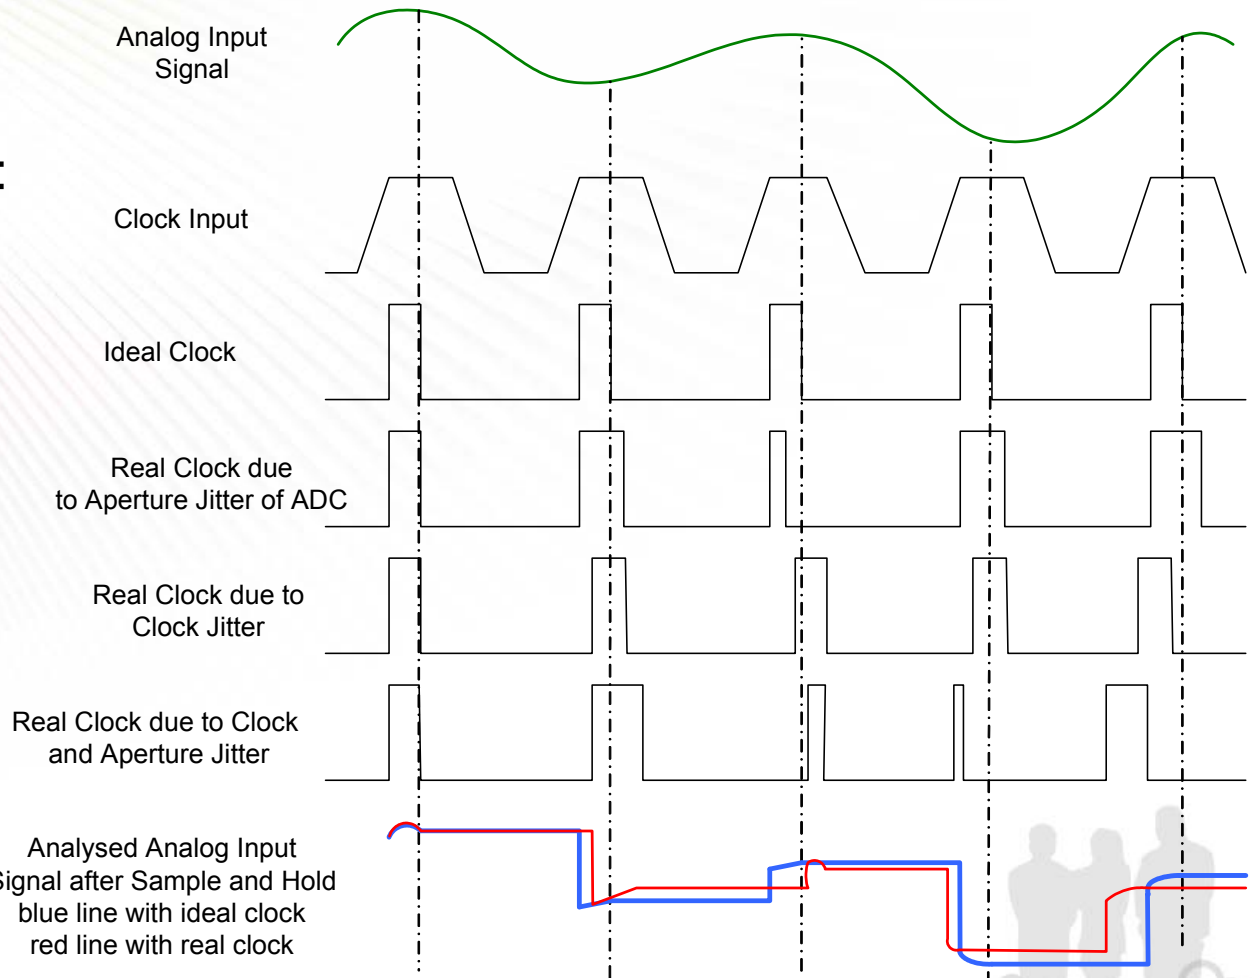 Analog Input
Signal
:
Clock Input
Ideal Clock
Real Clock due
to Aperture Jitter of ADC
Real Clock due to
Clock Jitter
Real Clock due to Clock
and Aperture Jitter
Analysed Analog Input
Signal after Sample and Hold
blue line with ideal clock
red line with real clock